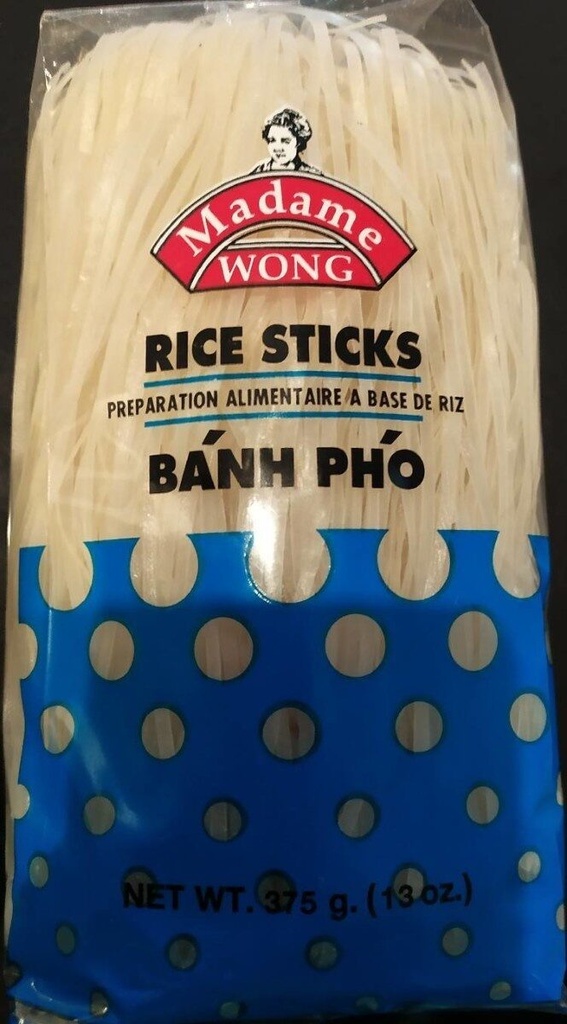 Madame
WONG
RICE STICKS
PREPARATION ALIMENTAIRE A BASE DE RIZ
BÁNH PHÓ
NET WT. 375 g. (13 oz.)